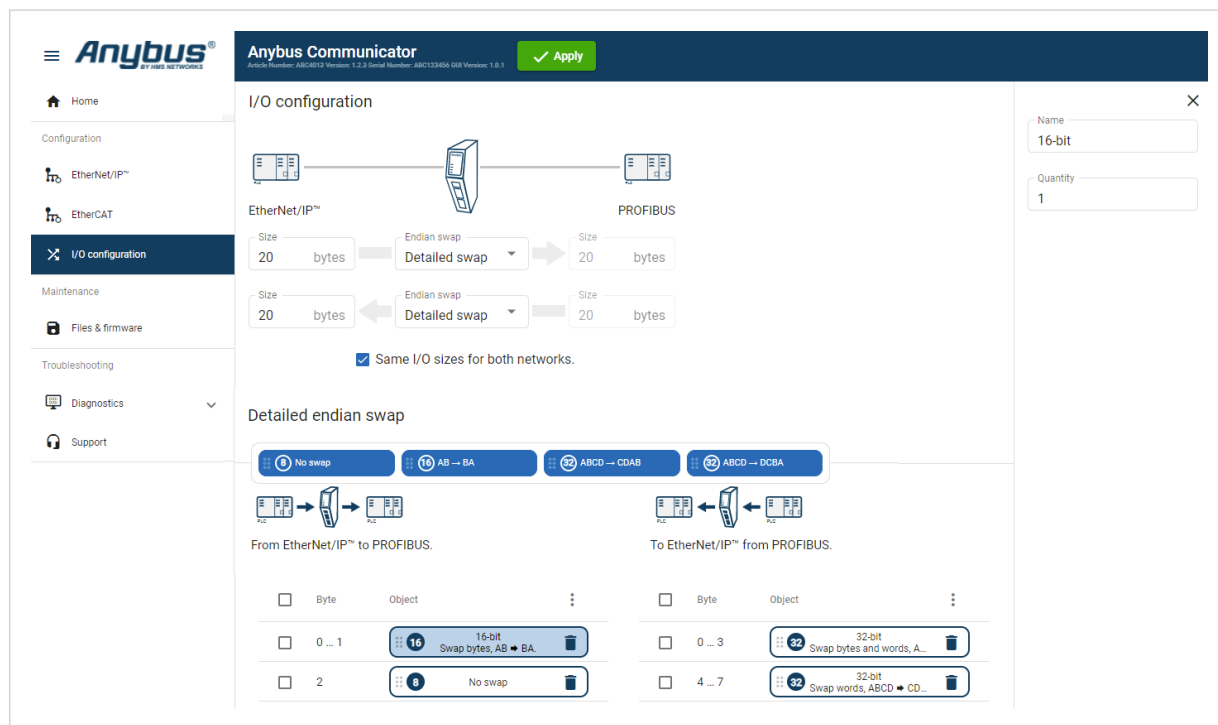 Anybus®
BY HMS NETWORKS
Anybus Communicator
Article Number: ABC4013 Version: 1.2.3 Serial Number: ABC123456 GUI Version: 1.0.1
Apply
Home
Configuration
EtherNet/IP™
EtherCAT
I/O configuration
Maintenance
Files & firmware
Troubleshooting
Diagnostics
Support
I/O configuration
PLC
PLC
EtherNet/IP™
PROFIBUS
Size
20 bytes
Endian swap
Detailed swap
Size
20 bytes
Size
20 bytes
Endian swap
Detailed swap
Size
20 bytes
Same I/O sizes for both networks.
Detailed endian swap
8 No swap
16 AB → BA
32 ABCD → CDAB
32 ABCD → DCBA
PLC
PLC
From EtherNet/IP™ to PROFIBUS.
Byte
Object
0 ... 1
16
16-bit
Swap bytes, AB ➡ BA.
2
8
No swap
PLC
PLC
To EtherNet/IP™ from PROFIBUS.
Byte
Object
0 ... 3
32
32-bit
Swap bytes and words, A...
4 ... 7
32
32-bit
Swap words, ABCD ➡ CD...
Name
16-bit
Quantity
1